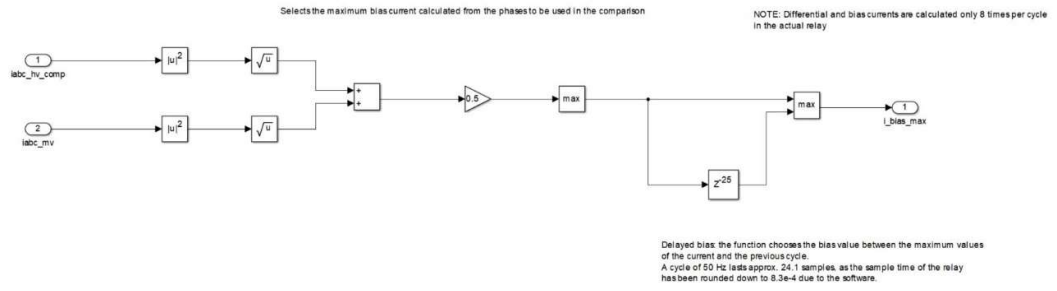 Selects the maximum bias current calculated from the phases to be used in the comparison
NOTE: Differential and bias currents are calculated only 8 times per cycle
in the actual relay
1
iabc_hv_comp
|u|²
√u
+
+
0.5
max
max
1
i_bias_max
2
iabc_mv
|u|²
√u
z⁻²⁵
Delayed bias: the function chooses the bias value between the maximum values
of the current and the previous cycle.
A cycle of 50 Hz lasts approx. 24.1 samples, as the sample time of the relay
has been rounded down to 8.3e-4 due to the software.